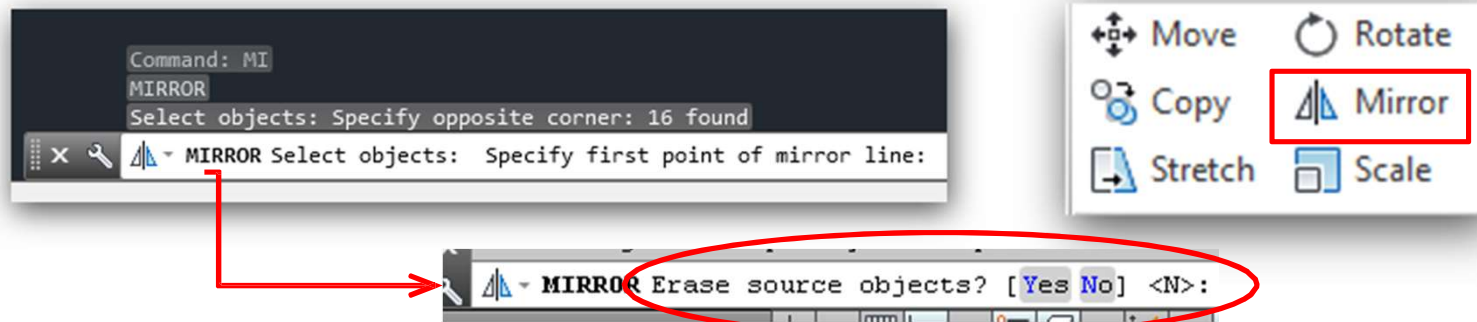 Command: MI
MIRROR
Select objects: Specify opposite corner: 16 found
MIRROR Select objects: Specify first point of mirror line:
Move Rotate
Copy Mirror
Stretch Scale
MIRROR Erase source objects? [Yes No] <N>: